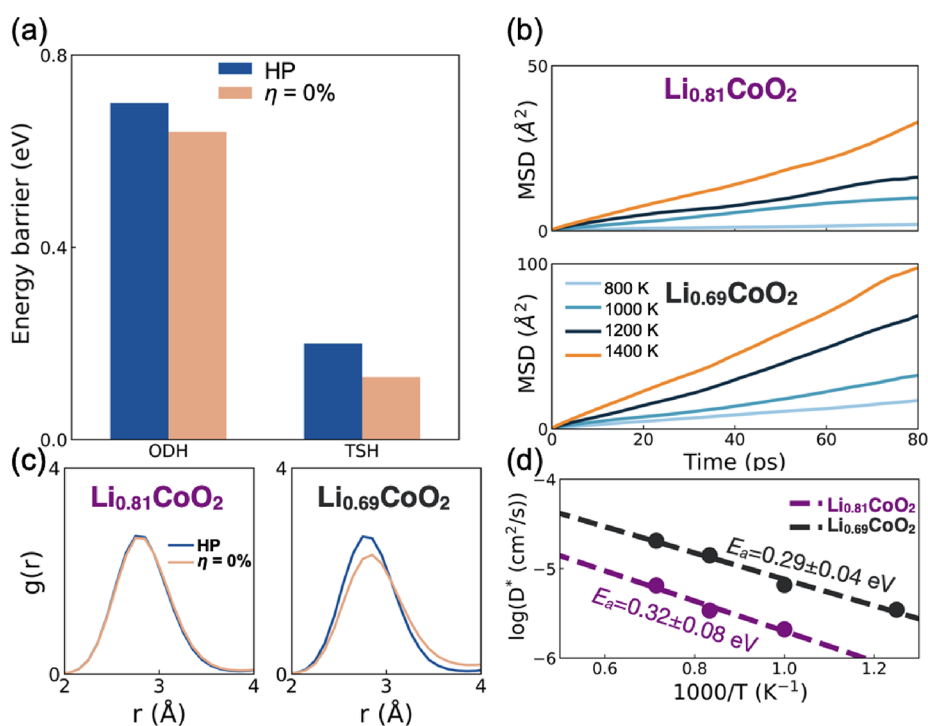 (a)
0.8
0.4
0.0
Energy barrier (eV)
HP
η = 0%
ODH
TSH
(b)
50
0
MSD (Å²)
Li₀.₈₁CoO₂
100
0
MSD (Å²)
Li₀.₆₉CoO₂
800 K
1000 K
1200 K
1400 K
0 20 40 60 80
Time (ps)
(c)
4
0
g(r)
Li₀.₈₁CoO₂
HP
η = 0%
2 3 4
r (Å)
4
0
Li₀.₆₉CoO₂
2 3 4
r (Å)
(d)
−4
−5
−6
log(D* (cm²/s))
Li₀.₈₁CoO₂
Li₀.₆₉CoO₂
Eₐ=0.29±0.04 eV
Eₐ=0.32±0.08 eV
0.6 0.8 1.0 1.2
1000/T (K⁻¹)